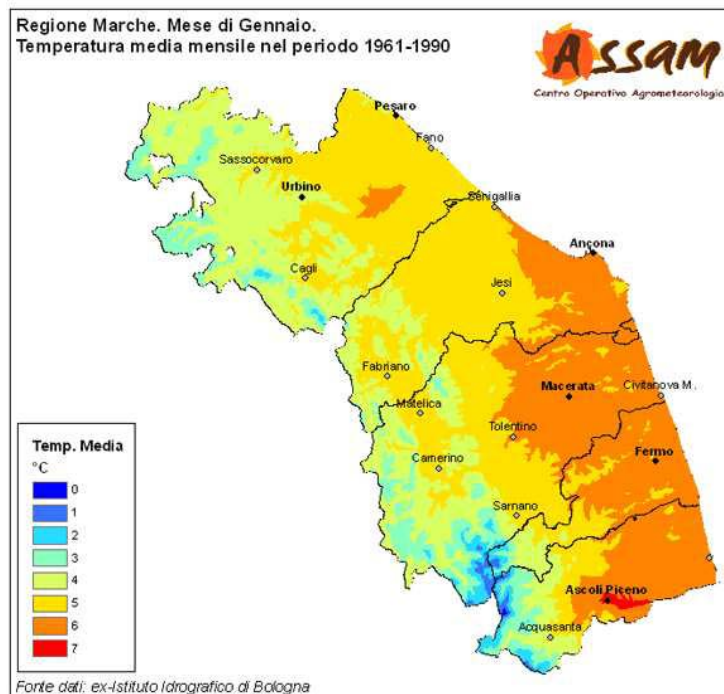 Regione Marche. Mese di Gennaio.
Temperatura media mensile nel periodo 1961-1990
Assam
Centro Operativo Agrometeorologia
Pesaro
Fano
Sassocorvaro
Urbino
Senigallia
Ancona
Cagli
Jesi
Fabriano
Macerata
Civitanova M.
Matelica
Tolentino
Camerino
Fermo
Sarnano
Ascoli Piceno
Acquasanta
Temp. Media
°C
0
1
2
3
4
5
6
7
Fonte dati: ex-Istituto Idrografico di Bologna